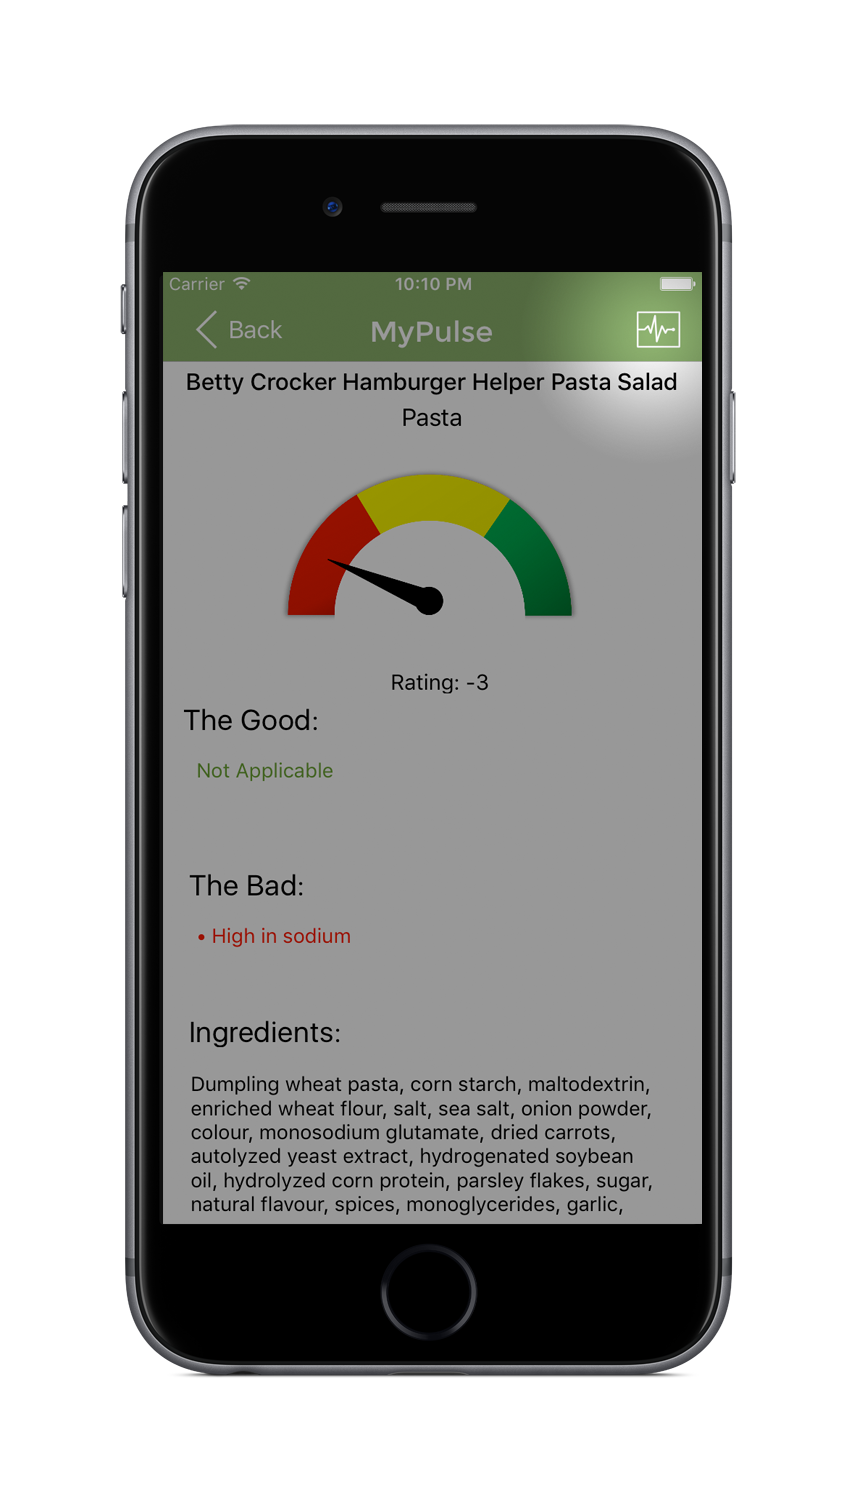 Carrier 10:10 PM
Back MyPulse
Betty Crocker Hamburger Helper Pasta Salad
Pasta
Rating: -3
The Good:
Not Applicable
The Bad:
• High in sodium
Ingredients:
Dumpling wheat pasta, corn starch, maltodextrin,
enriched wheat flour, salt, sea salt, onion powder,
colour, monosodium glutamate, dried carrots,
autolyzed yeast extract, hydrogenated soybean
oil, hydrolyzed corn protein, parsley flakes, sugar,
natural flavour, spices, monoglycerides, garlic,